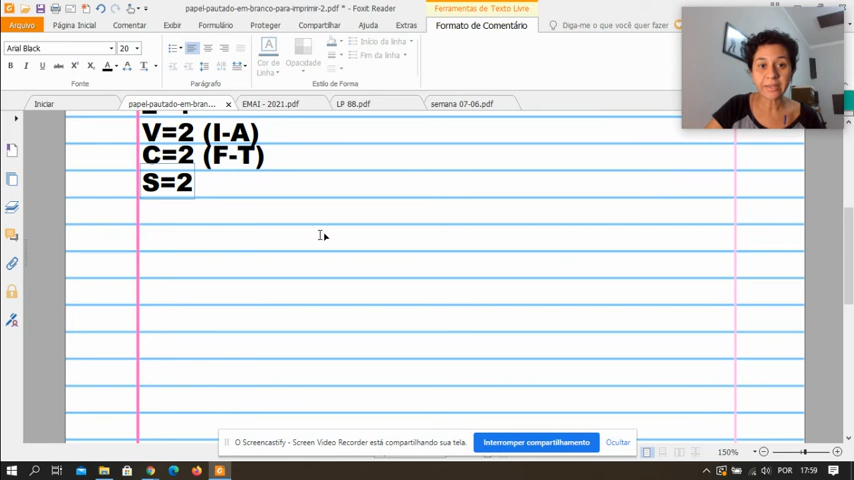 papel-pautado-em-branco-para-imprimir-2.pdf * - Foxit Reader
Ferramentas de Texto Livre
Arquivo
Página Inicial
Comentar
Exibir
Formulário
Proteger
Compartilhar
Ajuda
Formato de Comentário
Diga-me o que você quer fazer...
Arial Black
20
Início da linha
Fim da linha
Cor de Linha
Opacidade
Fonte
Parágrafo
Estilo de Forma
Iniciar
papel-pautado-em-bran...
EMAI - 2021.pdf
LP 88.pdf
semana 07-06.pdf
V=2 (I-A)
C=2 (F-T)
S=2
O Screencastify - Screen Video Recorder está compartilhando sua tela.
Interromper compartilhamento
Ocultar
150%
POR
17:59